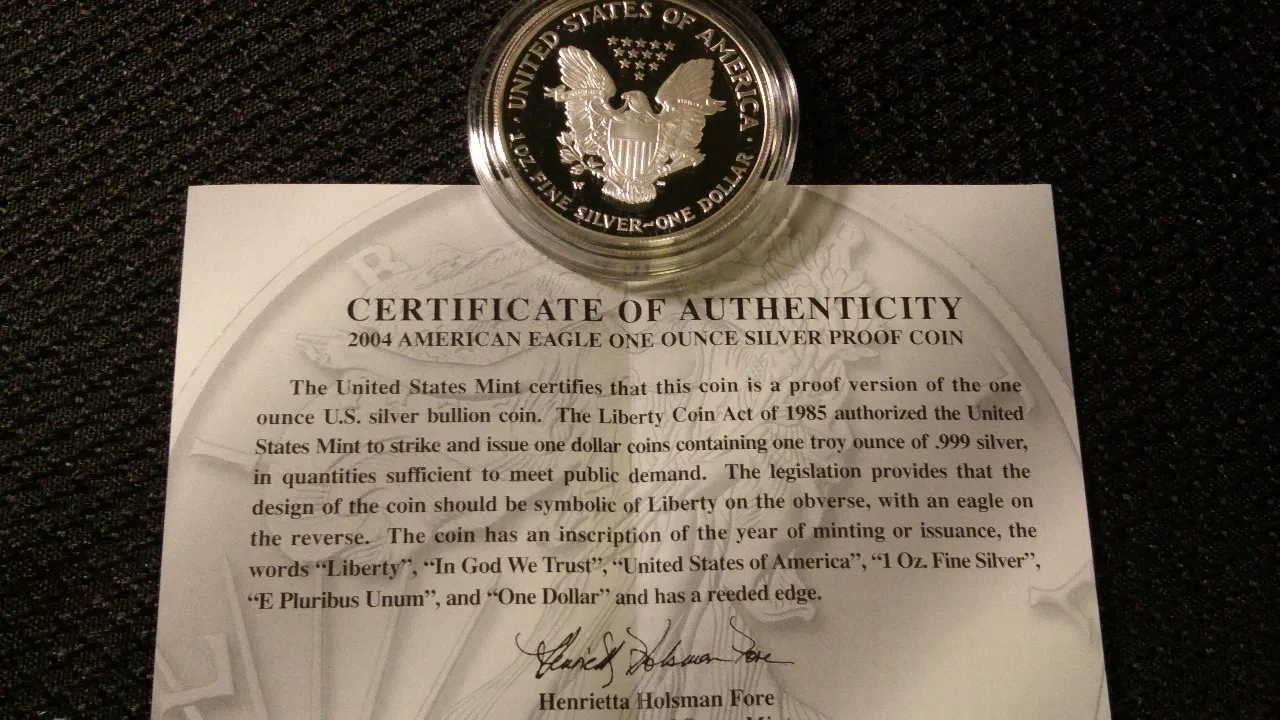 UNITED STATES OF AMERICA
1 OZ. FINE SILVER~ONE DOLLAR
W
CERTIFICATE OF AUTHENTICITY
2004 AMERICAN EAGLE ONE OUNCE SILVER PROOF COIN
The United States Mint certifies that this coin is a proof version of the one
ounce U.S. silver bullion coin. The Liberty Coin Act of 1985 authorized the United
States Mint to strike and issue one dollar coins containing one troy ounce of .999 silver,
in quantities sufficient to meet public demand. The legislation provides that the
design of the coin should be symbolic of Liberty on the obverse, with an eagle on
the reverse. The coin has an inscription of the year of minting or issuance, the
words “Liberty”, “In God We Trust”, “United States of America”, “1 Oz. Fine Silver”,
“E Pluribus Unum”, and “One Dollar” and has a reeded edge.
Henrietta Holsman Fore
Henrietta Holsman Fore